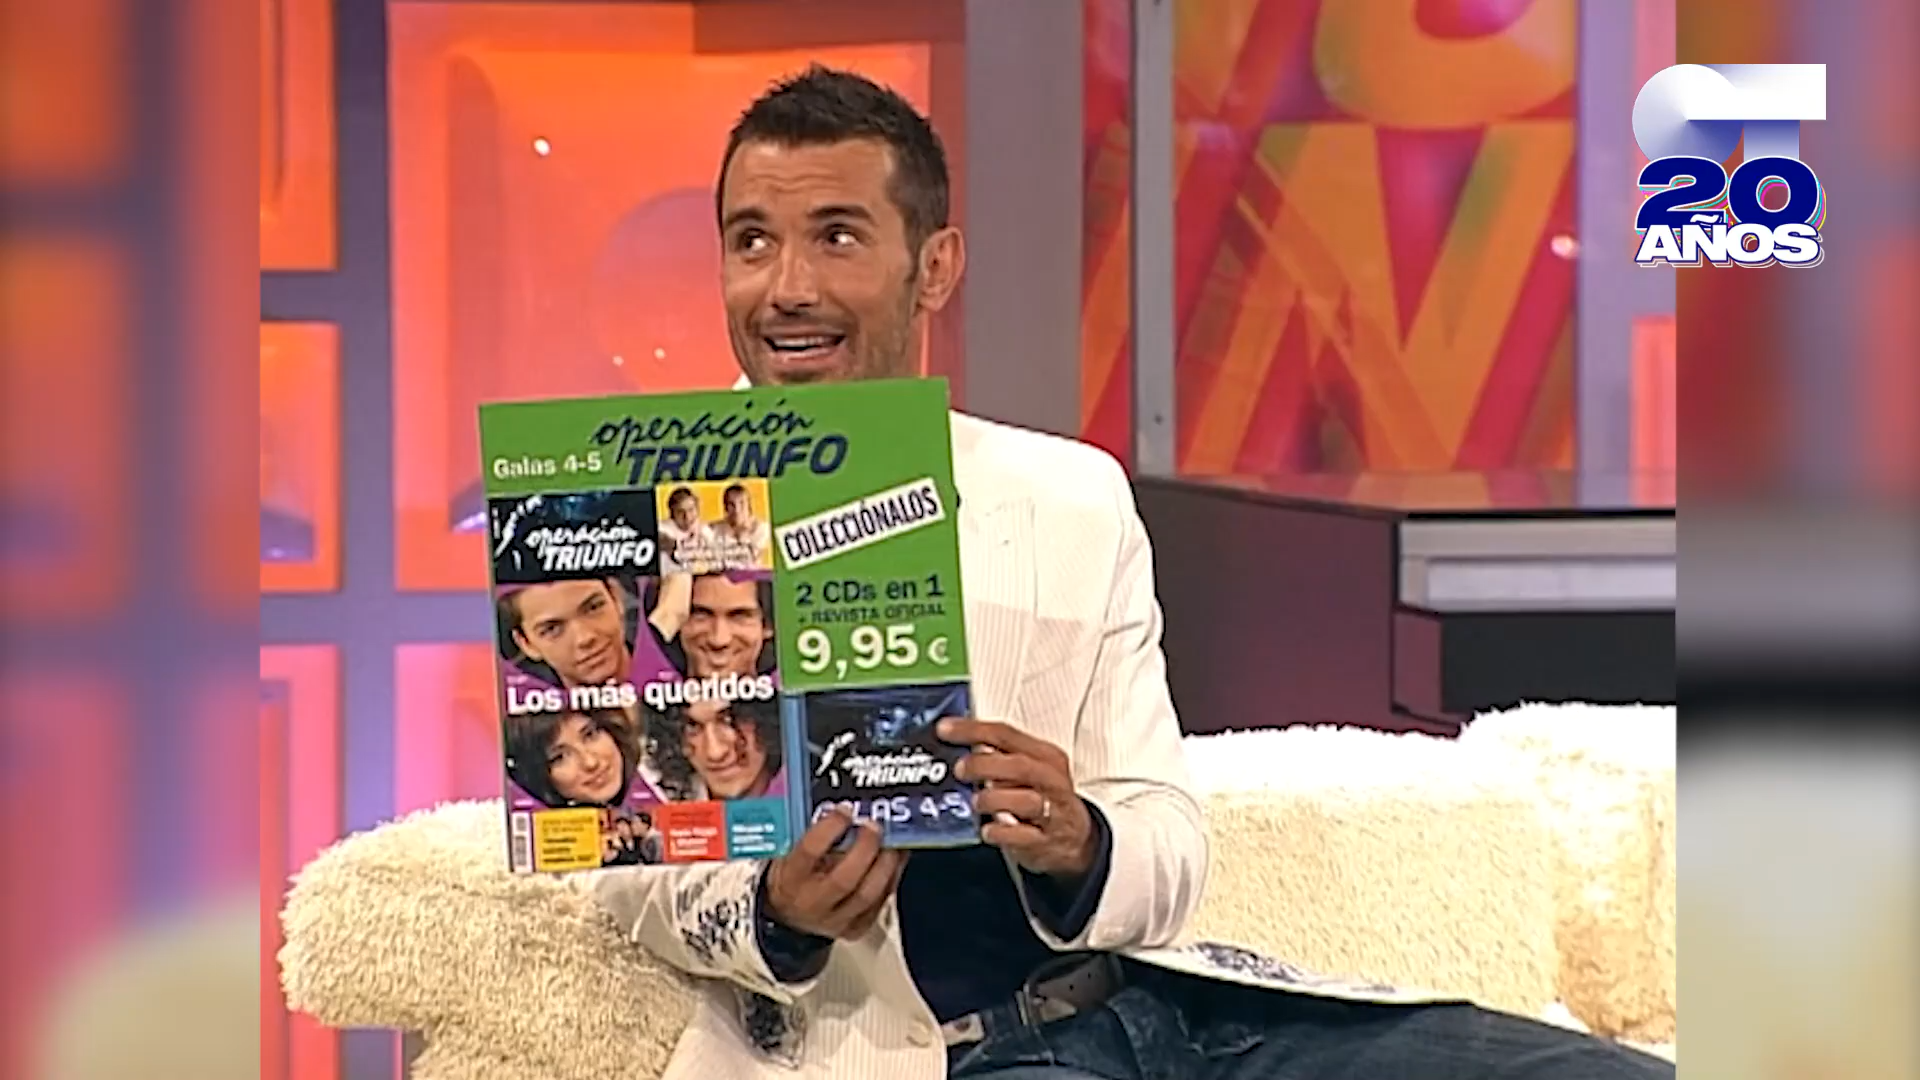 OT
20
AÑOS
operación
TRIUNFO
Galas 4-5
COLECCIÓNALOS
operación
TRIUNFO
2 CDs en 1
+ REVISTA OFICIAL
9,95 €
Los más queridos
operación
TRIUNFO
GALAS 4-5